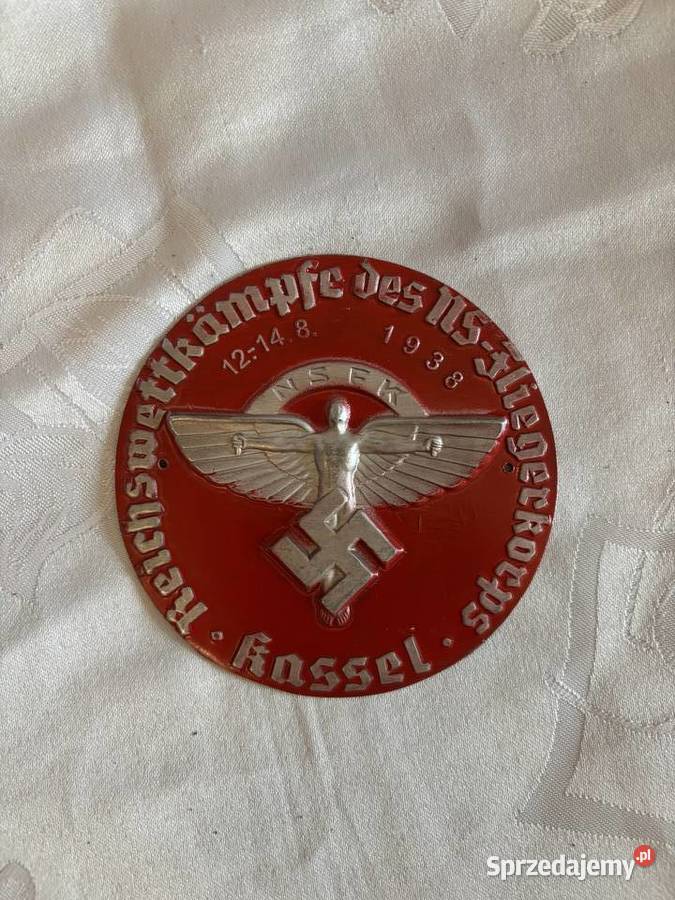 Reichswettkämpfe des NS-Fliegerkorps
12.-14.8. 1938
NSFK
· Kassel ·
Sprzedajemy.pl